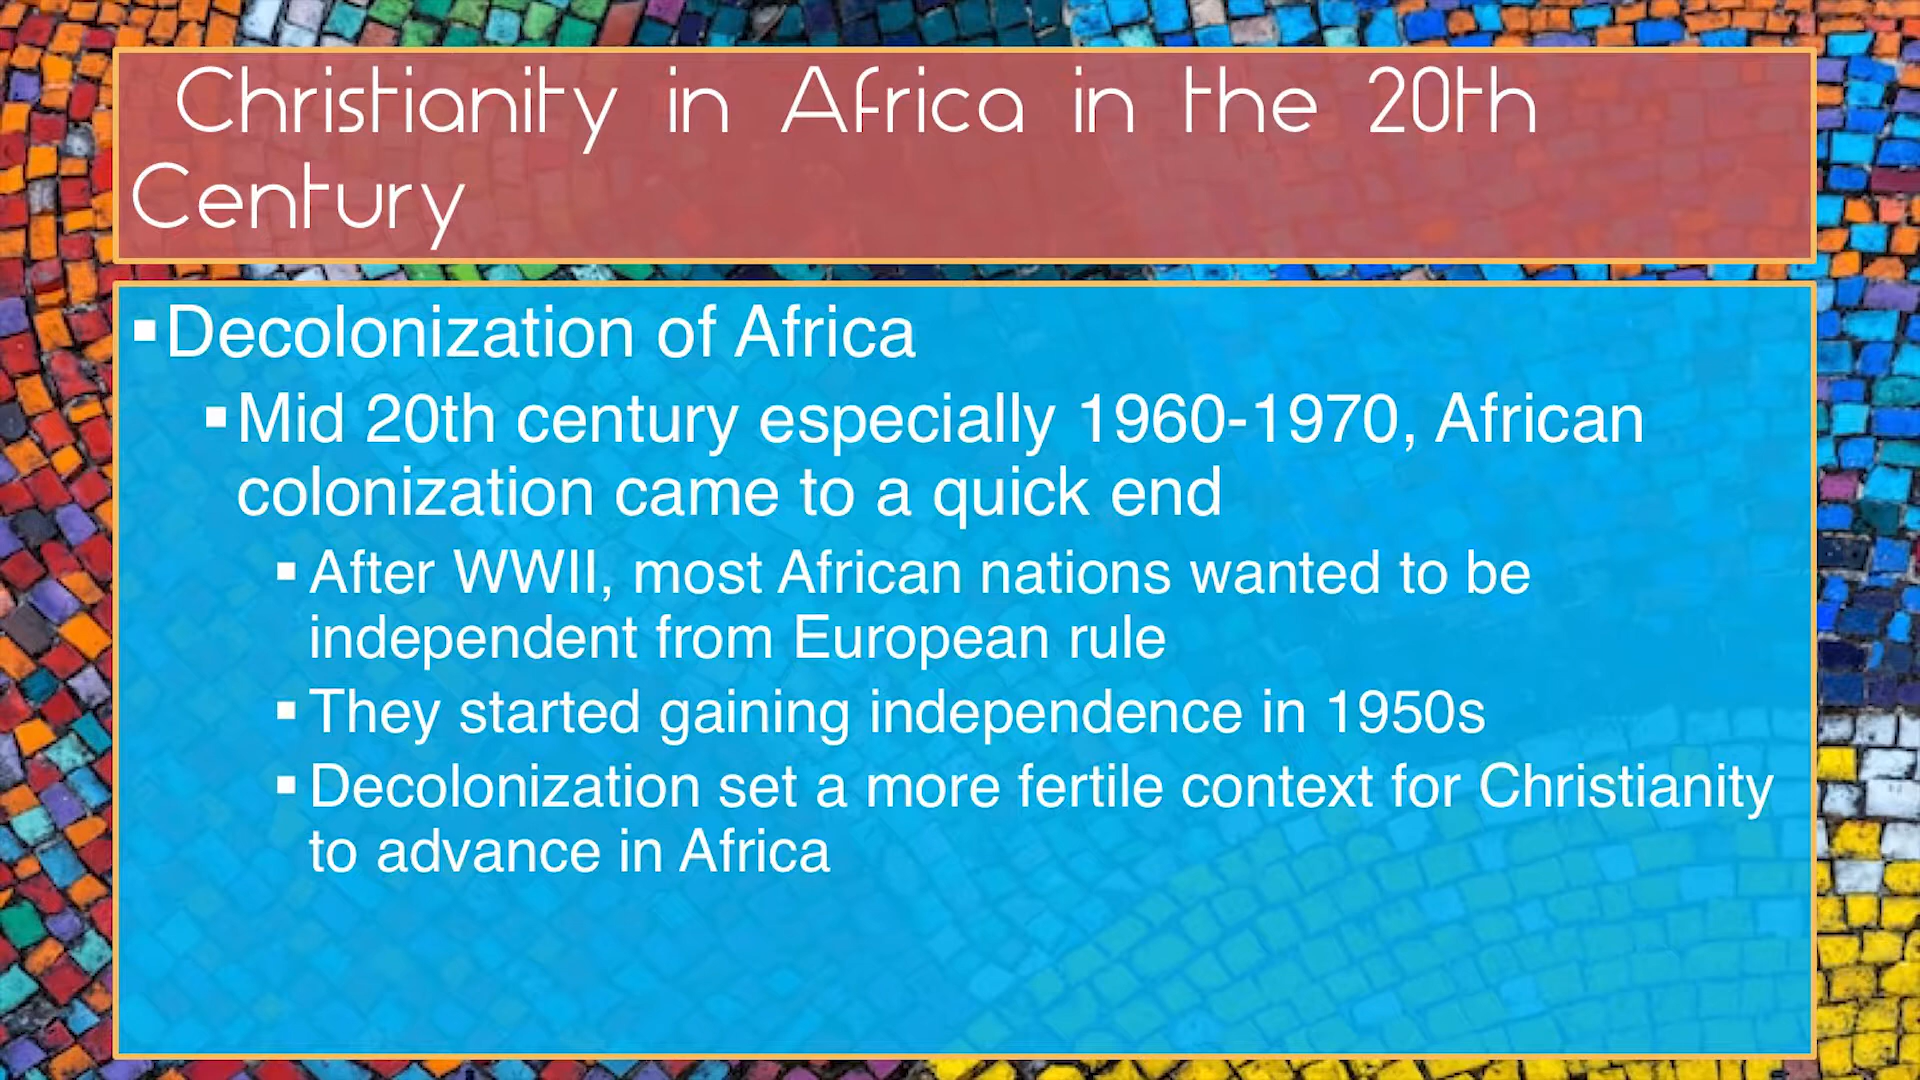 Christianity in Africa in the 20th
Century
▪Decolonization of Africa
▪Mid 20th century especially 1960-1970, African
colonization came to a quick end
▪After WWII, most African nations wanted to be
independent from European rule
▪They started gaining independence in 1950s
▪Decolonization set a more fertile context for Christianity
to advance in Africa